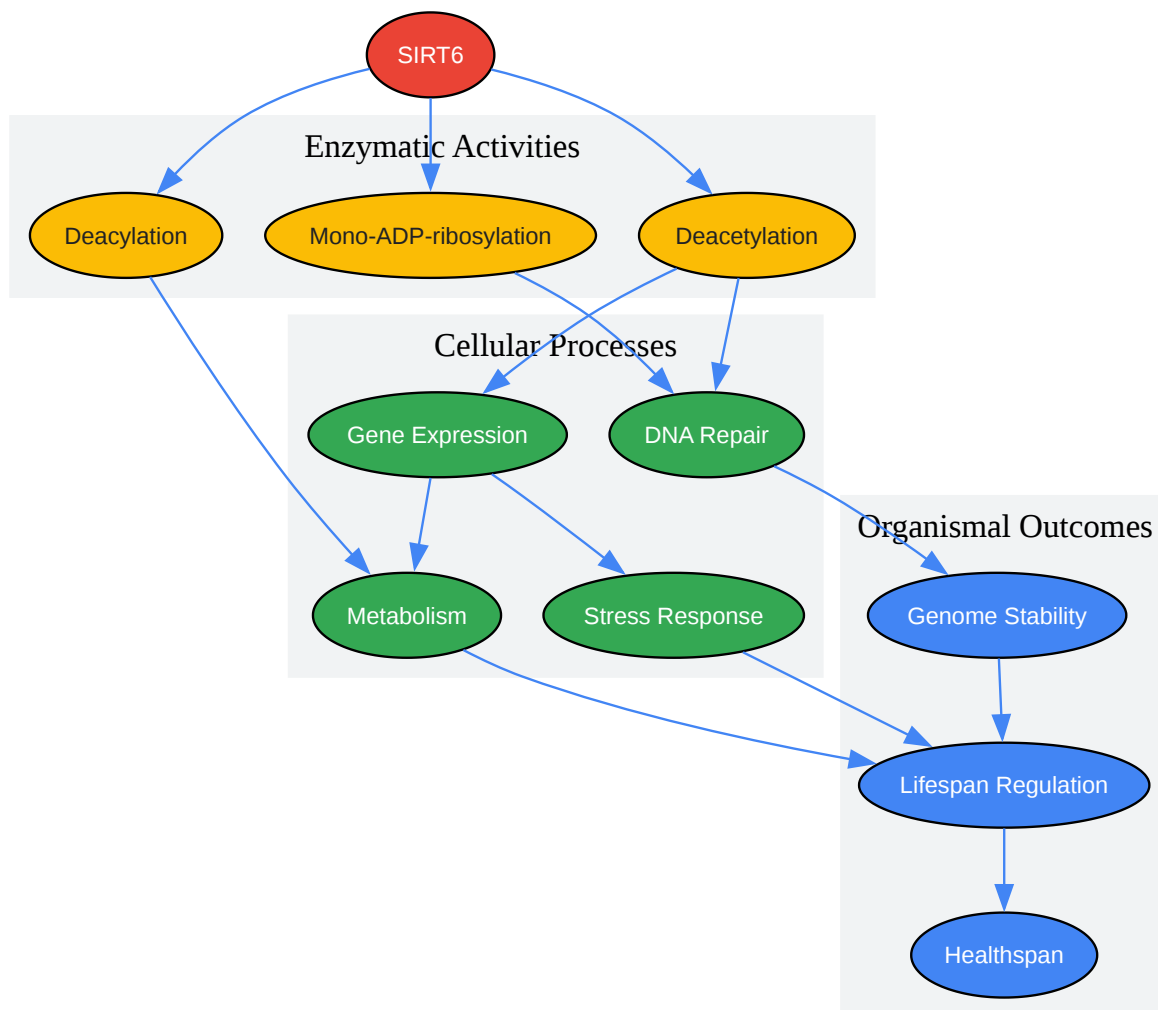 SIRT6
Enzymatic Activities
Deacylation
Mono-ADP-ribosylation
Deacetylation
Cellular Processes
Gene Expression
DNA Repair
Organismal Outcomes
Metabolism
Stress Response
Genome Stability
Lifespan Regulation
Healthspan